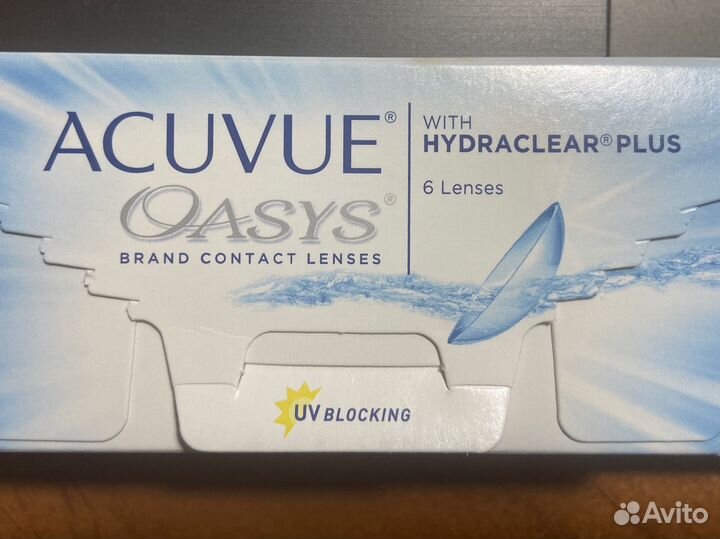 ACUVUE®
OASYS®
BRAND CONTACT LENSES
WITH
HYDRACLEAR® PLUS
6 Lenses
UV BLOCKING
Avito